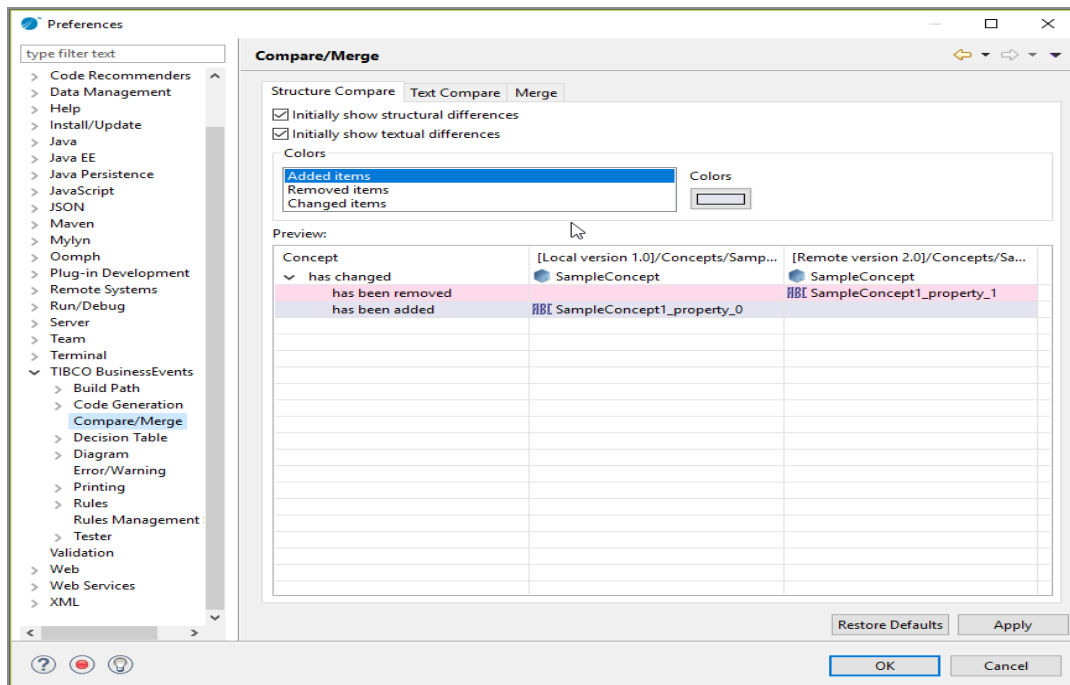 Preferences
type filter text
Code Recommenders
Data Management
Help
Install/Update
Java
Java EE
Java Persistence
JavaScript
JSON
Maven
Mylyn
Oomph
Plug-in Development
Remote Systems
Run/Debug
Server
Team
Terminal
TIBCO BusinessEvents
Build Path
Code Generation
Compare/Merge
Decision Table
Diagram
Error/Warning
Printing
Rules
Rules Management
Tester
Validation
Web
Web Services
XML
Compare/Merge
Structure Compare Text Compare Merge
Initially show structural differences
Initially show textual differences
Colors
Added items
Removed items
Changed items
Colors
Preview:
Concept [Local version 1.0]/Concepts/Samp... [Remote version 2.0]/Concepts/Sa...
has changed SampleConcept SampleConcept
has been removed ABC SampleConcept1_property_1
has been added ABC SampleConcept1_property_0
Restore Defaults Apply
? OK Cancel